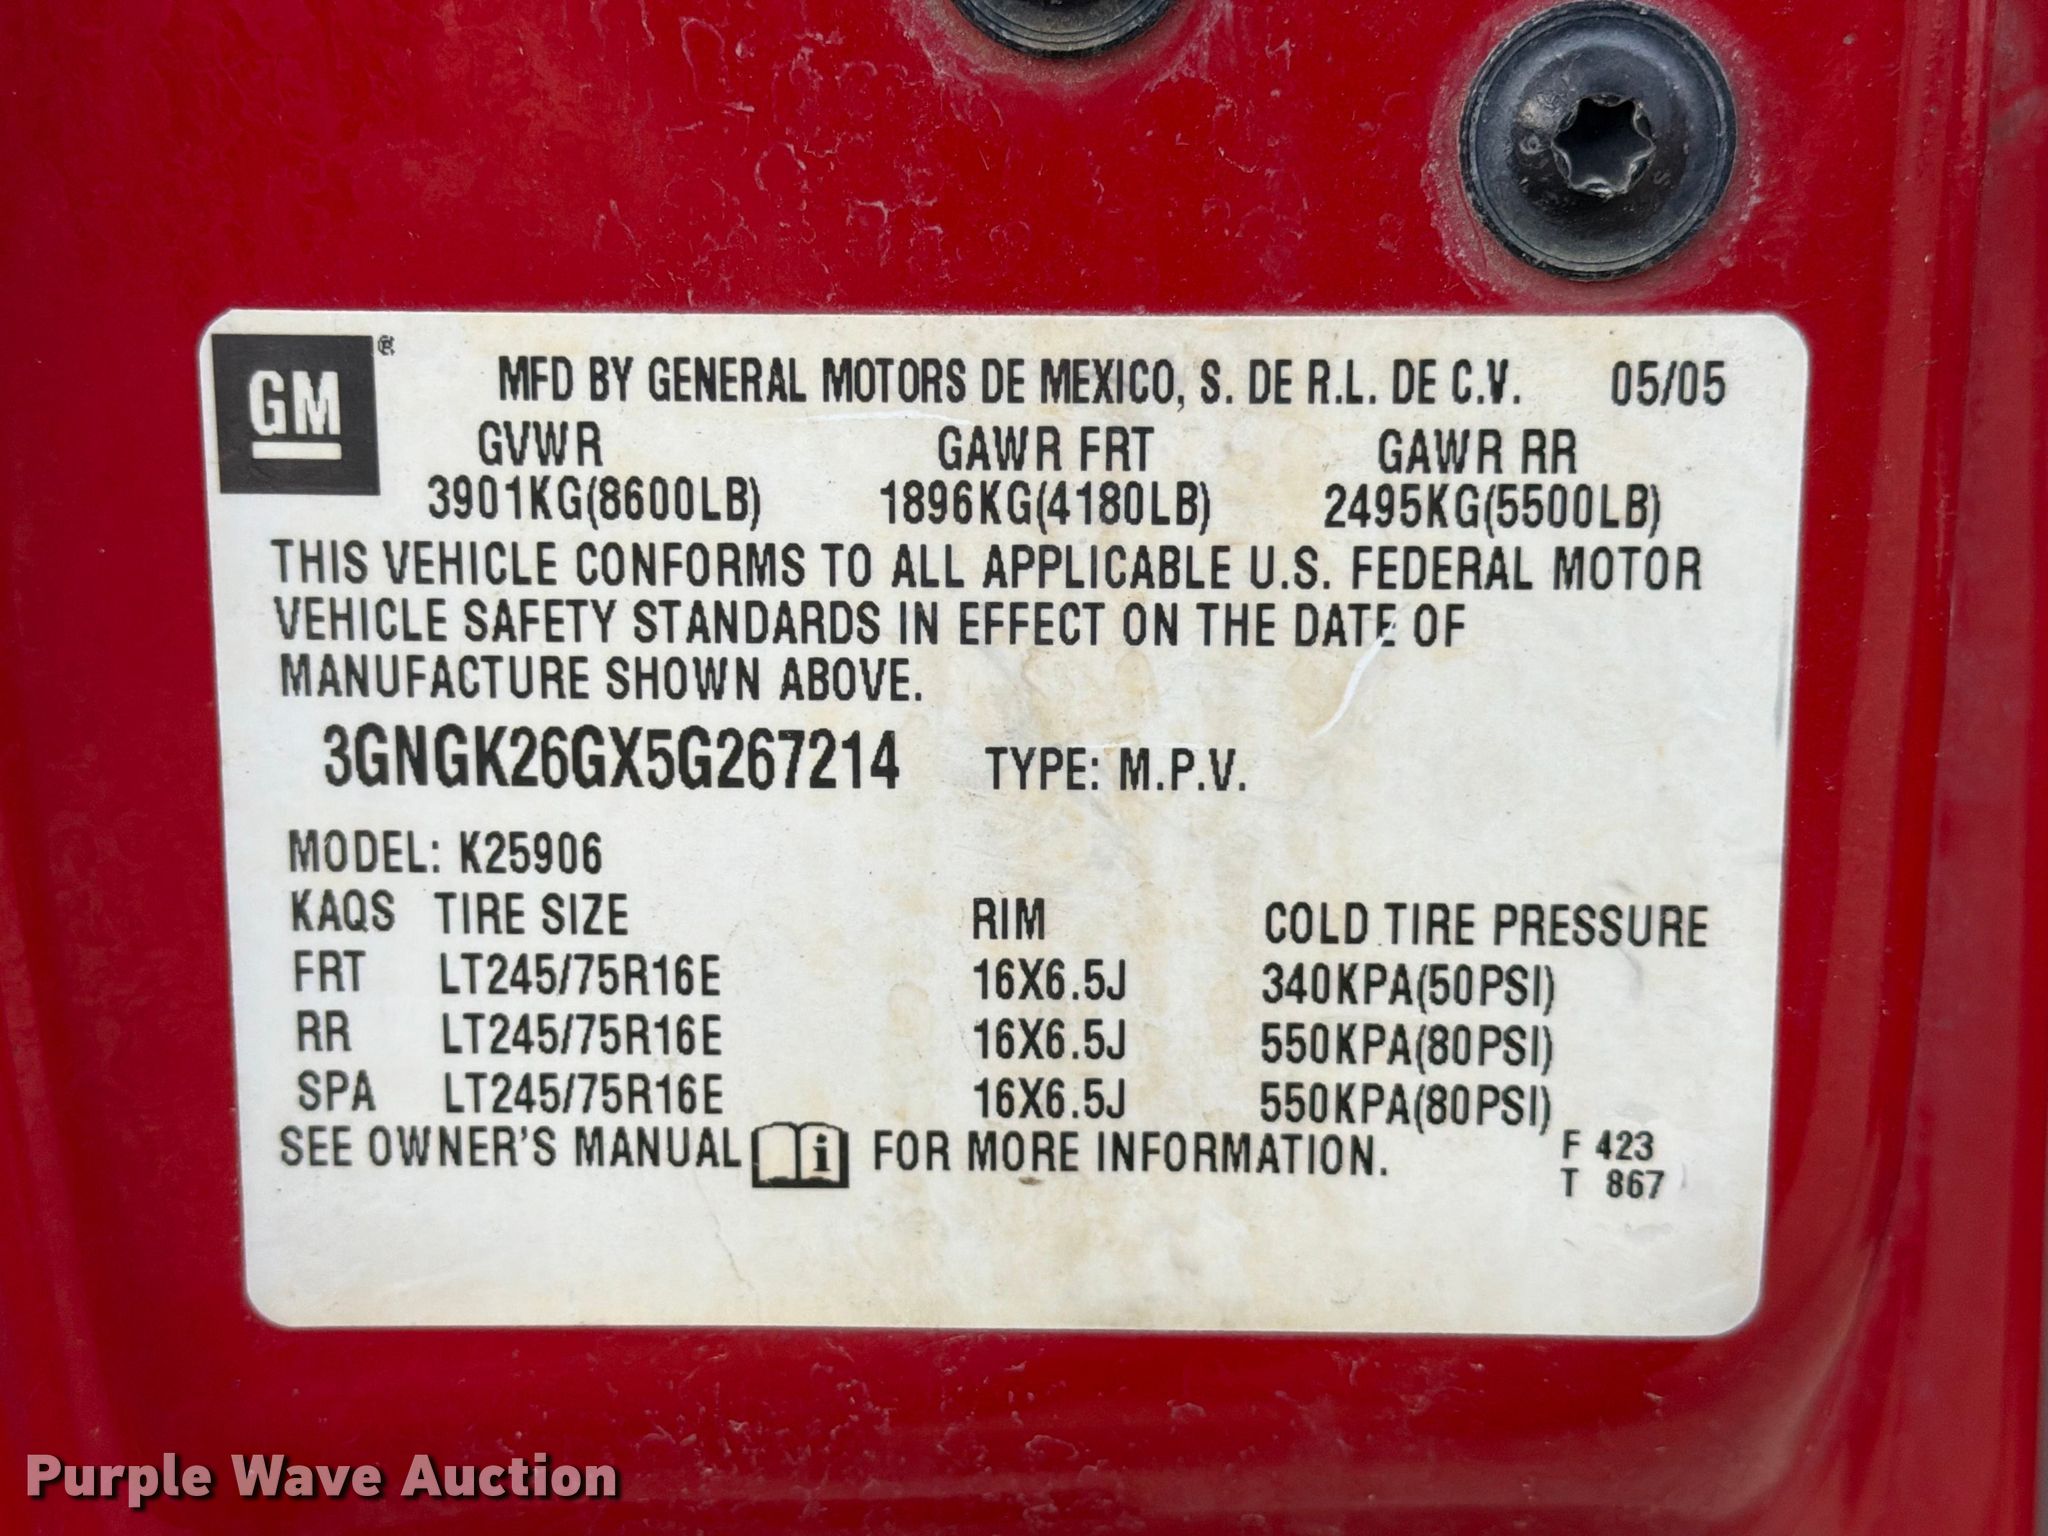 GM
MFD BY GENERAL MOTORS DE MEXICO, S. DE R.L. DE C.V. 05/05
GVWR GAWR FRT GAWR RR
3901KG(8600LB) 1896KG(4180LB) 2495KG(5500LB)
THIS VEHICLE CONFORMS TO ALL APPLICABLE U.S. FEDERAL MOTOR
VEHICLE SAFETY STANDARDS IN EFFECT ON THE DATE OF
MANUFACTURE SHOWN ABOVE.
3GNGK26GX5G267214 TYPE: M.P.V.
MODEL: K25906
KAQS TIRE SIZE RIM COLD TIRE PRESSURE
FRT LT245/75R16E 16X6.5J 340KPA(50PSI)
RR LT245/75R16E 16X6.5J 550KPA(80PSI)
SPA LT245/75R16E 16X6.5J 550KPA(80PSI)
SEE OWNER'S MANUAL i FOR MORE INFORMATION.
F 423
T 867
Purple Wave Auction